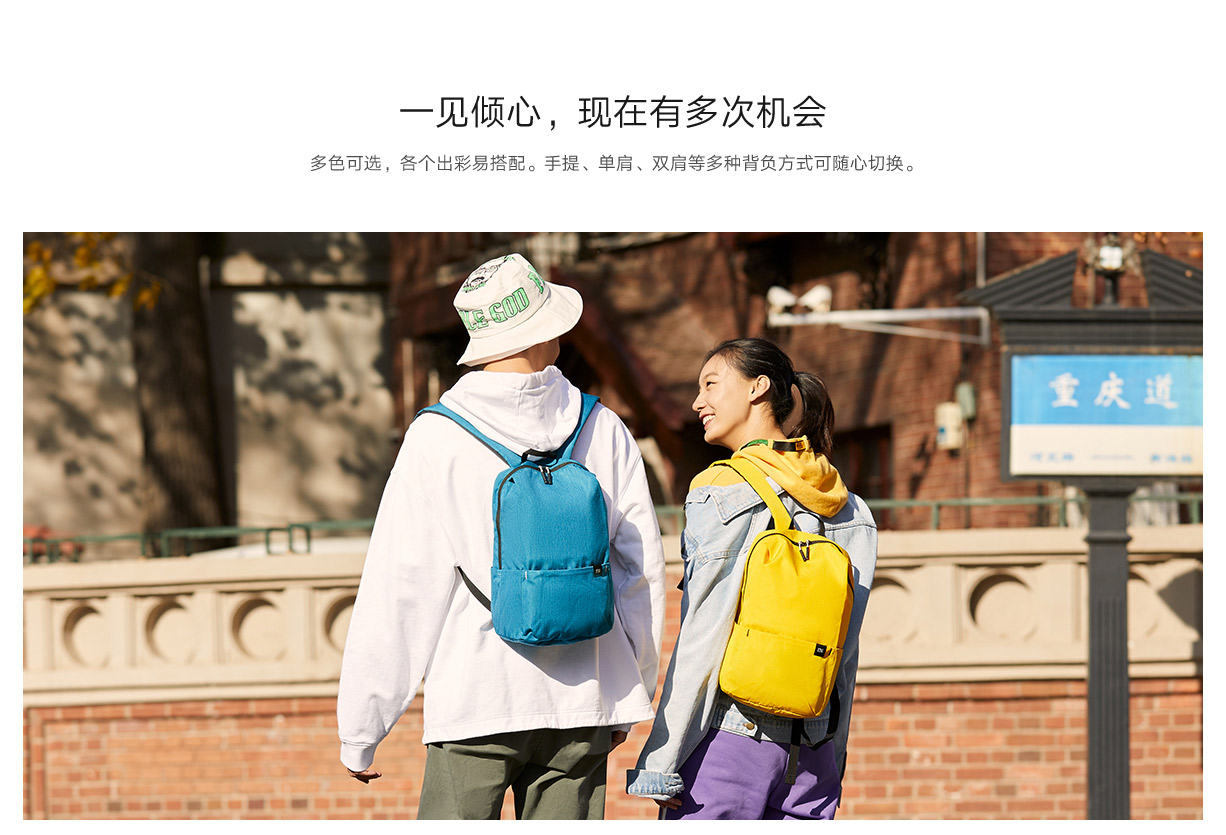 一见倾心，现在有多次机会
多色可选，各个出彩易搭配。手提、单肩、双肩等多种背负方式可随心切换。
GOD
重庆道